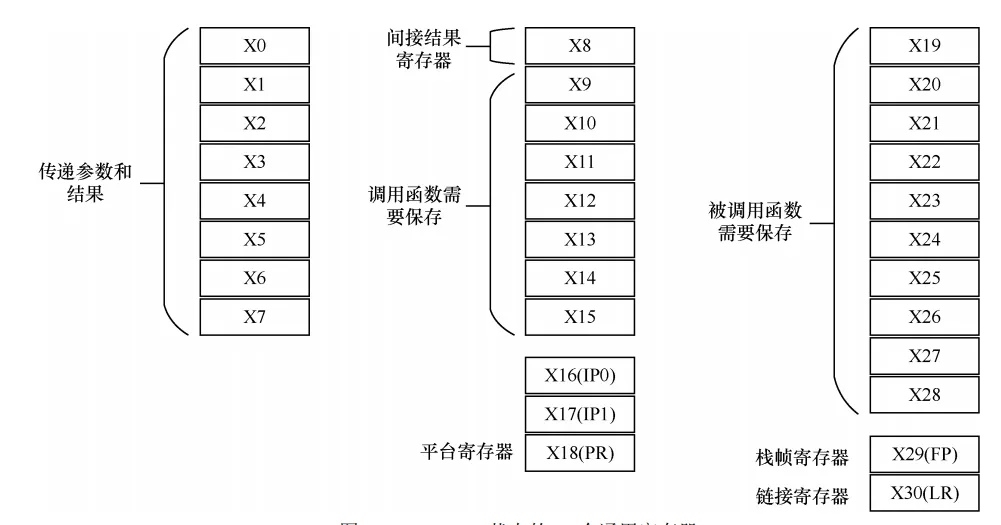 传递参数和
结果
X0
X1
X2
X3
X4
X5
X6
X7
间接结果
寄存器
X8
调用函数需
要保存
X9
X10
X11
X12
X13
X14
X15
X16(IP0)
X17(IP1)
平台寄存器
X18(PR)
被调用函数
需要保存
X19
X20
X21
X22
X23
X24
X25
X26
X27
X28
栈帧寄存器
X29(FP)
链接寄存器
X30(LR)